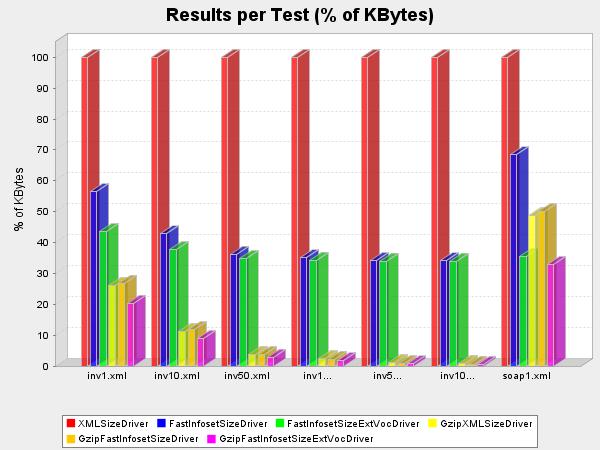 Results per Test (% of KBytes)
% of KBytes
100
90
80
70
60
50
40
30
20
10
0
inv1.xml inv10.xml inv50.xml inv1... inv5... inv10... soap1.xml
XMLSizeDriver FastInfosetSizeDriver FastInfosetSizeExtVocDriver GzipXMLSizeDriver
GzipFastInfosetSizeDriver GzipFastInfosetSizeExtVocDriver